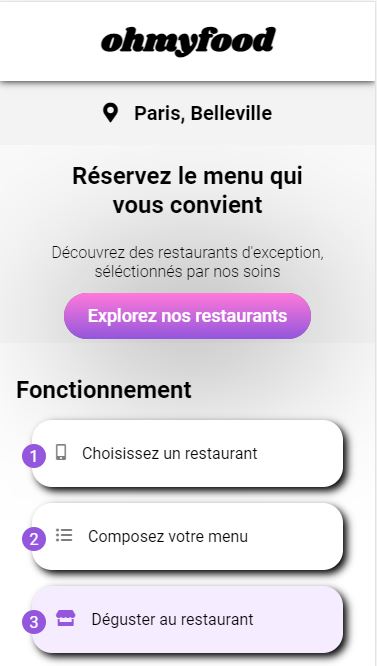 ohmyfood
Paris, Belleville
Réservez le menu qui
vous convient
Découvrez des restaurants d'exception,
séléctionnés par nos soins
Explorez nos restaurants
Fonctionnement
1 Choisissez un restaurant
2 Composez votre menu
3 Déguster au restaurant